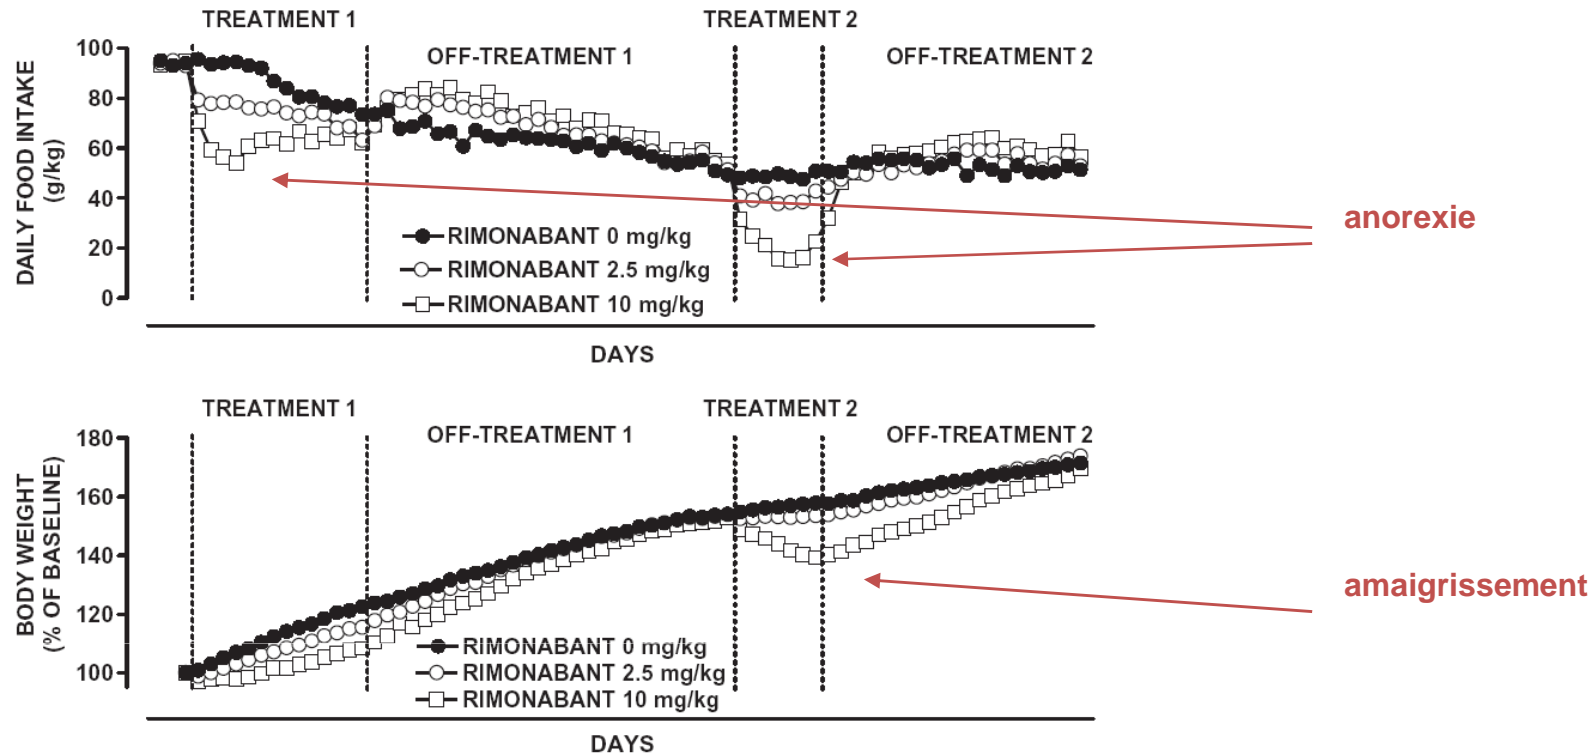 TREATMENT 1
TREATMENT 2
OFF-TREATMENT 1
OFF-TREATMENT 2
DAILY FOOD INTAKE
(g/kg)
100
80
60
40
20
0
RIMONABANT 0 mg/kg
RIMONABANT 2.5 mg/kg
RIMONABANT 10 mg/kg
anorexie
DAYS
TREATMENT 1
TREATMENT 2
OFF-TREATMENT 1
OFF-TREATMENT 2
BODY WEIGHT
(% OF BASELINE)
180
160
140
120
100
RIMONABANT 0 mg/kg
RIMONABANT 2.5 mg/kg
RIMONABANT 10 mg/kg
amaigrissement
DAYS